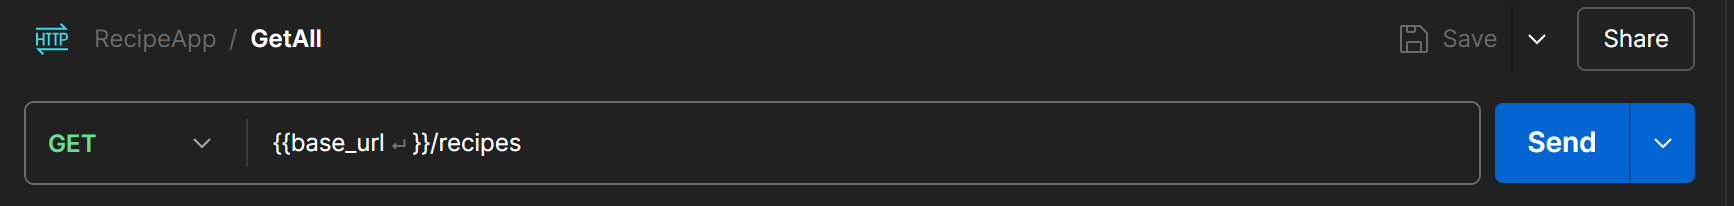 HTTP RecipeApp / GetAll Save Share
GET {{base_url ↵ }}/recipes Send